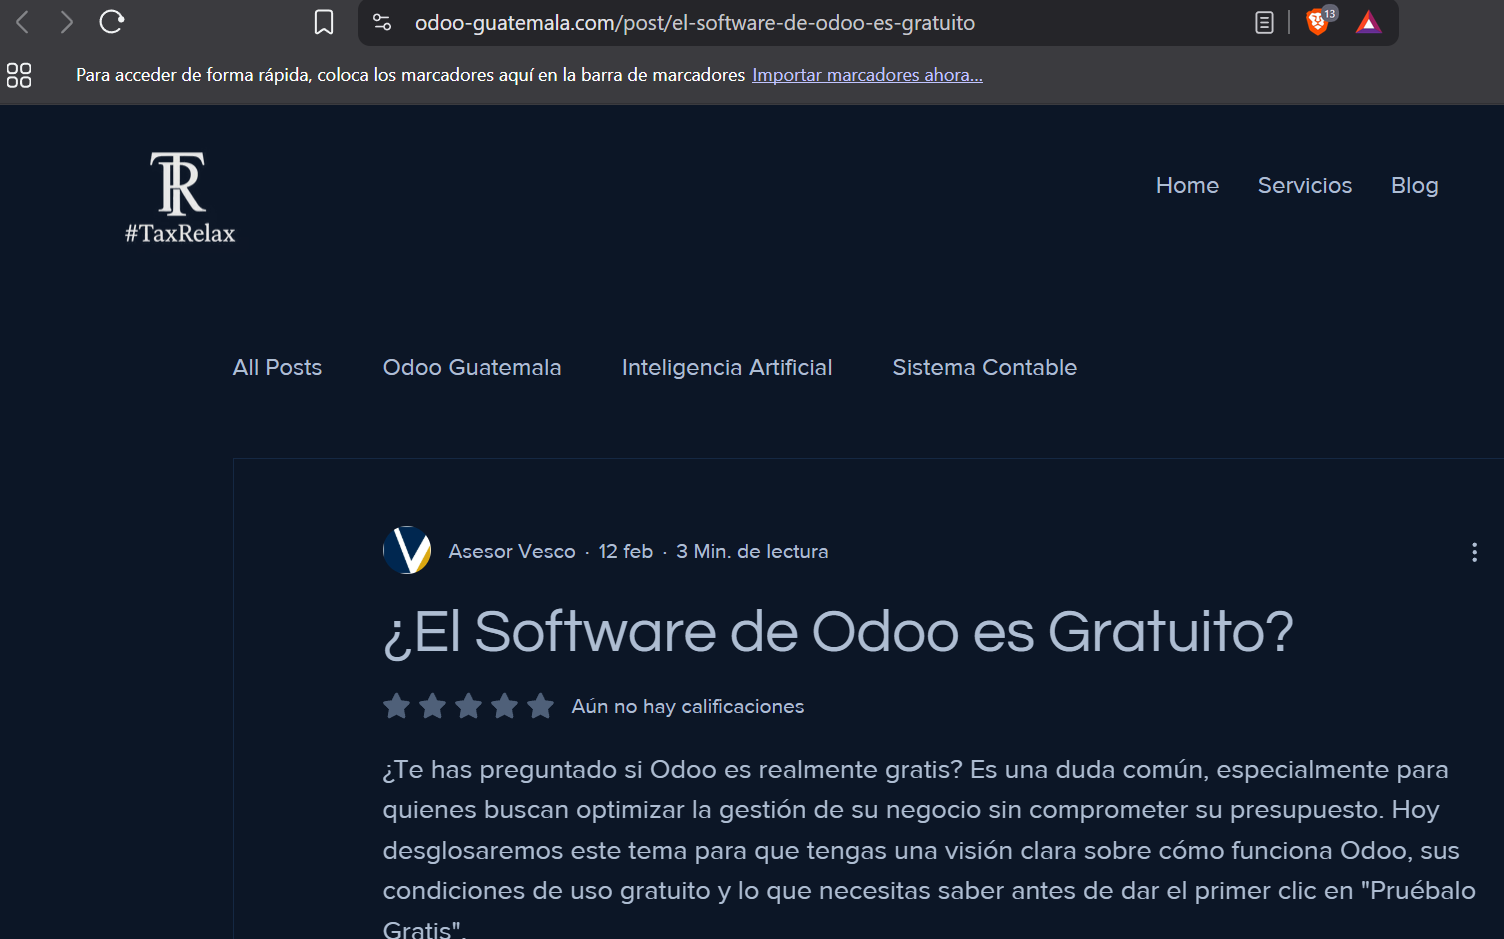 odoo-guatemala.com/post/el-software-de-odoo-es-gratuito
13
Para acceder de forma rápida, coloca los marcadores aquí en la barra de marcadores Importar marcadores ahora...
TR
#TaxRelax
Home Servicios Blog
All Posts Odoo Guatemala Inteligencia Artificial Sistema Contable
Asesor Vesco · 12 feb · 3 Min. de lectura
¿El Software de Odoo es Gratuito?
Aún no hay calificaciones
¿Te has preguntado si Odoo es realmente gratis? Es una duda común, especialmente para
quienes buscan optimizar la gestión de su negocio sin comprometer su presupuesto. Hoy
desglosaremos este tema para que tengas una visión clara sobre cómo funciona Odoo, sus
condiciones de uso gratuito y lo que necesitas saber antes de dar el primer clic en "Pruébalo
Gratis".